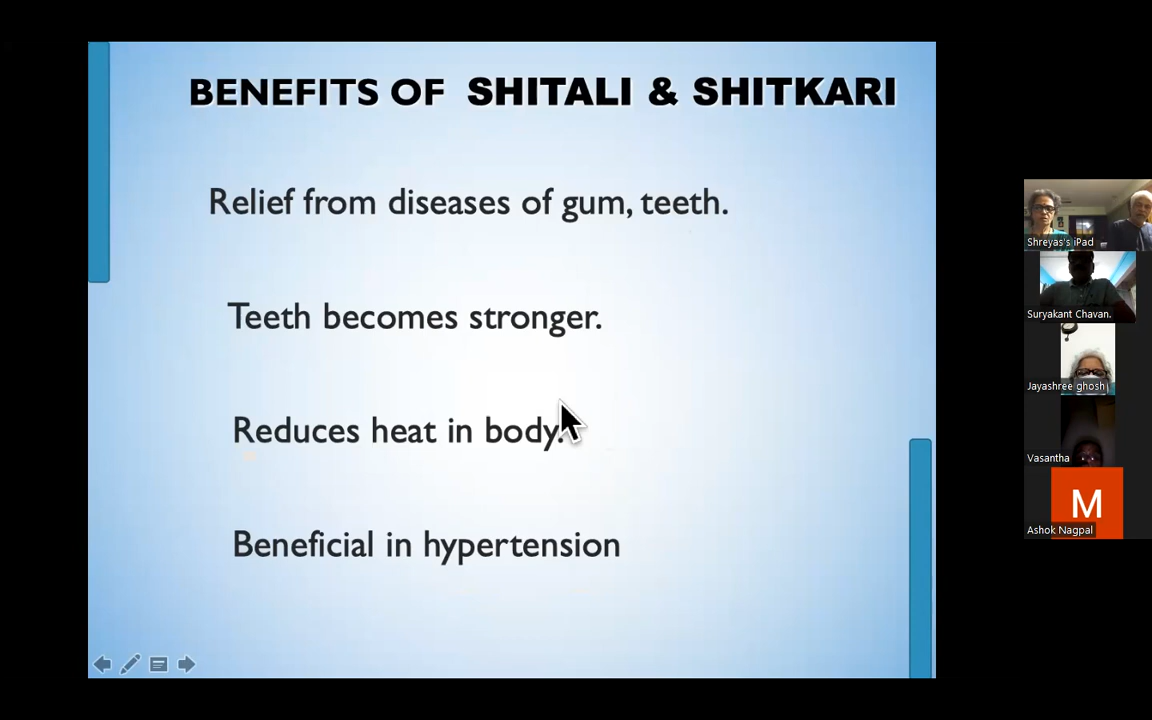 BENEFITS OF SHITALI & SHITKARI
Relief from diseases of gum, teeth.
Teeth becomes stronger.
Reduces heat in body.
Beneficial in hypertension
Shreyas's iPad
Suryakant Chavan.
Jayashree ghosh
Vasantha
M
Ashok Nagpal